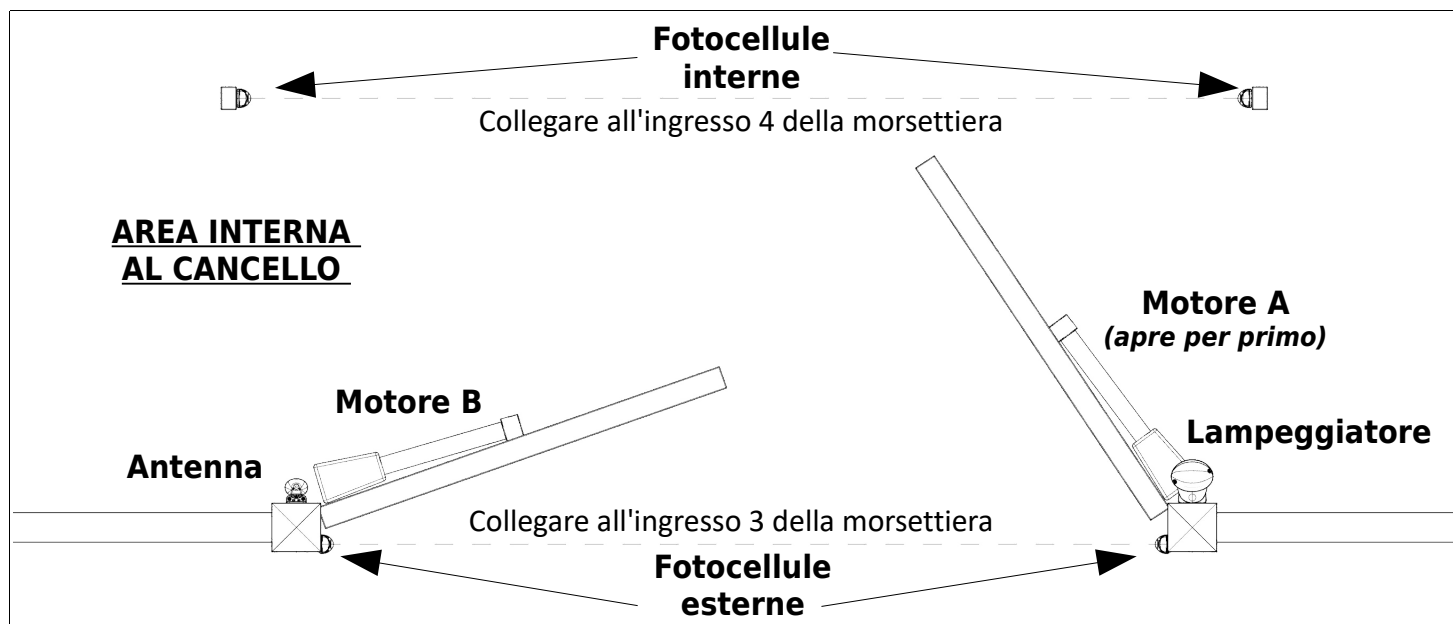 Fotocellule
interne
Collegare all'ingresso 4 della morsettiera
AREA INTERNA
AL CANCELLO
Motore A
(apre per primo)
Motore B
Lampeggiatore
Antenna
Collegare all'ingresso 3 della morsettiera
Fotocellule
esterne